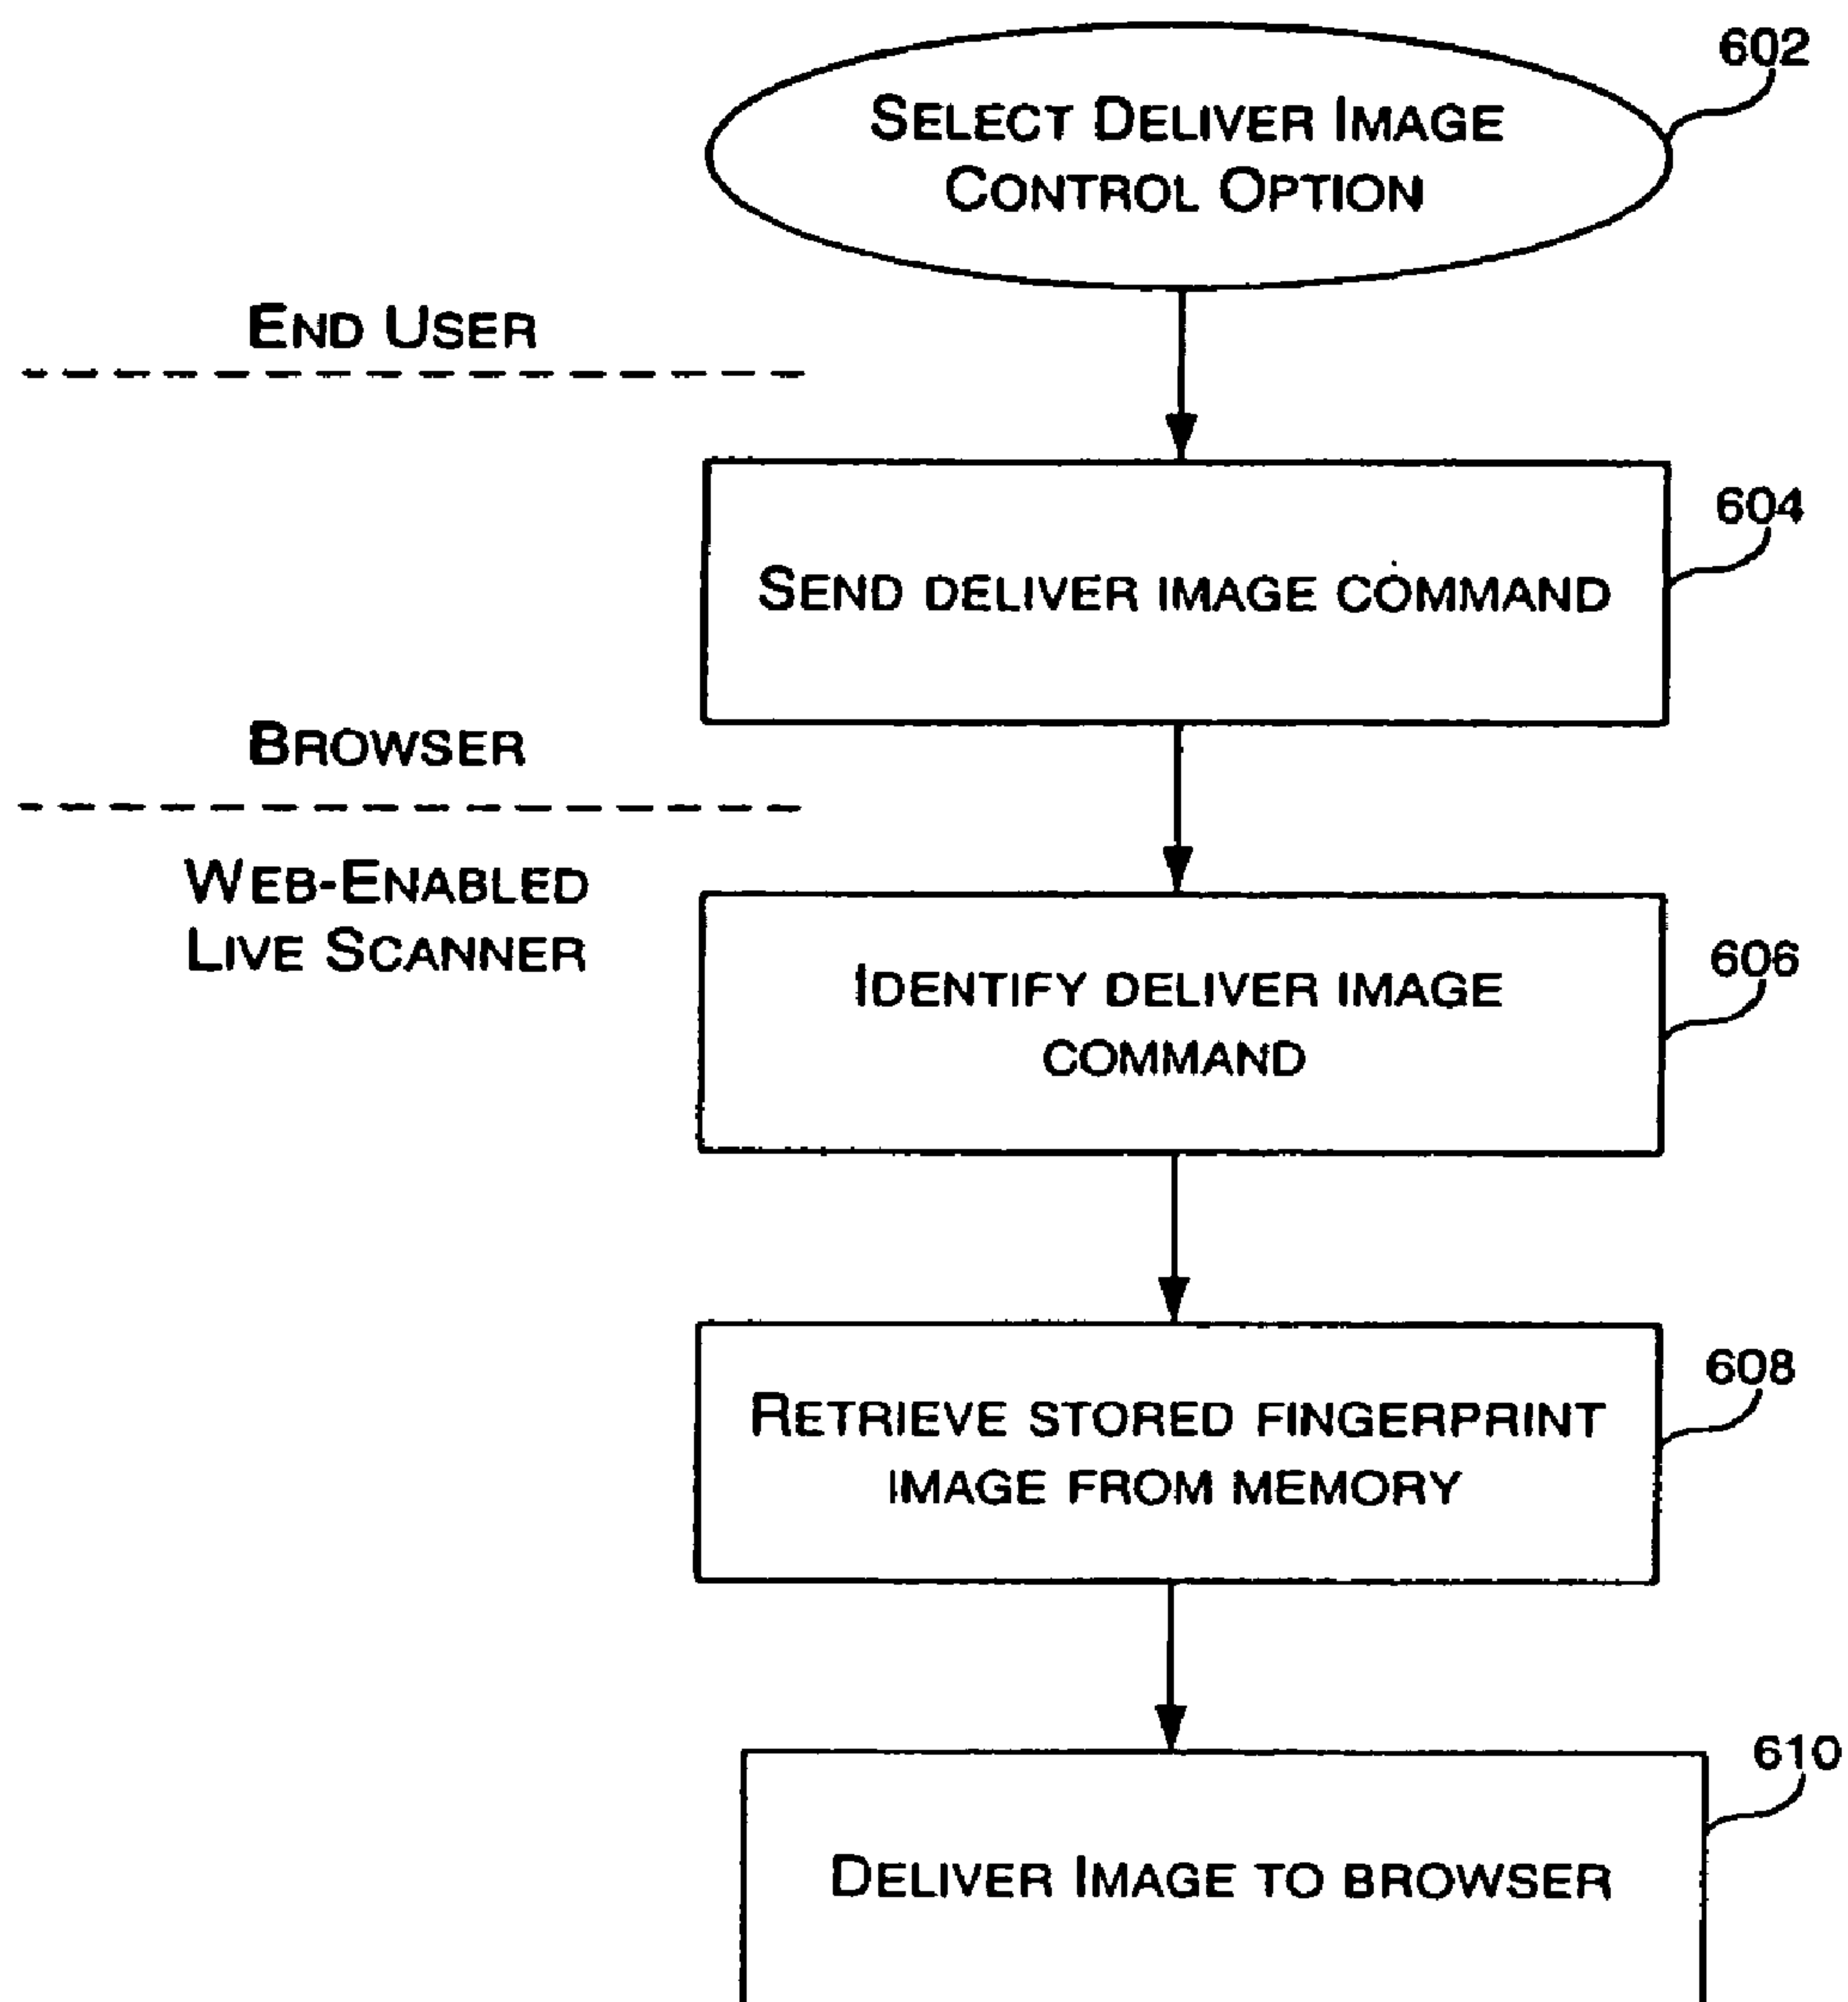 602
SELECT DELIVER IMAGE
CONTROL OPTION
END USER
604
SEND DELIVER IMAGE COMMAND
BROWSER
WEB-ENABLED
LIVE SCANNER
606
IDENTIFY DELIVER IMAGE
COMMAND
608
RETRIEVE STORED FINGERPRINT
IMAGE FROM MEMORY
610
DELIVER IMAGE TO BROWSER